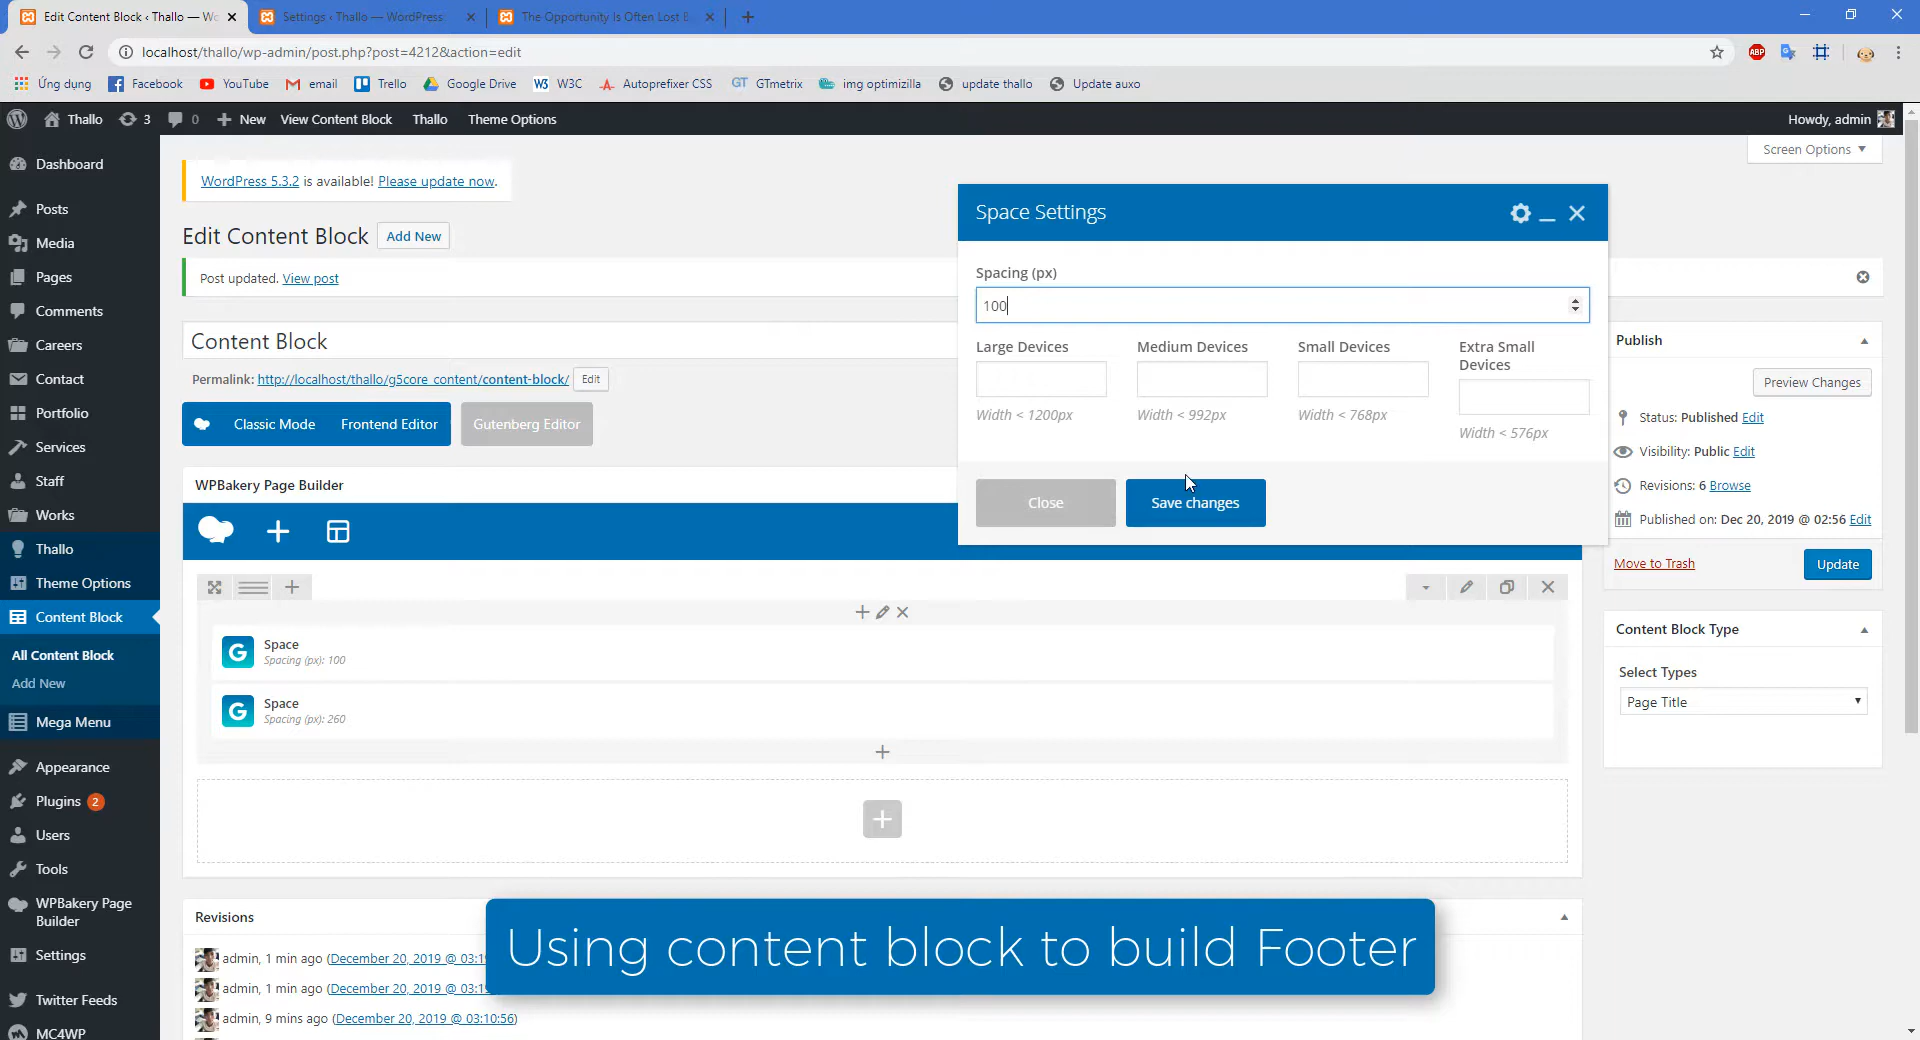 Edit Content Block ‹ Thallo — Wo
Settings ‹ Thallo — WordPress
The Opportunity Is Often Lost B
localhost/thallo/wp-admin/post.php?post=4212&action=edit
ABP
Ứng dụng Facebook YouTube email Trello Google Drive W3C Autoprefixer CSS GTmetrix img optimizilla update thallo Update auxo
Thallo 3 0 New View Content Block Thallo Theme Options Howdy, admin
Screen Options
Dashboard
Posts
Media
Pages
Comments
Careers
Contact
Portfolio
Services
Staff
Works
Thallo
Theme Options
Content Block
All Content Block
Add New
Mega Menu
Appearance
Plugins 2
Users
Tools
WPBakery Page
Builder
Settings
Twitter Feeds
MC4WP
WordPress 5.3.2 is available! Please update now.
Edit Content Block Add New
Post updated. View post
Content Block
Permalink: http://localhost/thallo/g5core_content/content-block/ Edit
Classic Mode Frontend Editor Gutenberg Editor
WPBakery Page Builder
Space
Spacing (px): 100
Space
Spacing (px): 260
Space Settings
Spacing (px)
100
Large Devices Medium Devices Small Devices Extra Small
Devices
Width < 1200px Width < 992px Width < 768px
Width < 576px
Close Save changes
Publish
Preview Changes
Status: Published Edit
Visibility: Public Edit
Revisions: 6 Browse
Published on: Dec 20, 2019 @ 02:56 Edit
Move to Trash Update
Content Block Type
Select Types
Page Title
Revisions
admin, 1 min ago (December 20, 2019 @ 03:1
admin, 1 min ago (December 20, 2019 @ 03:1
admin, 9 mins ago (December 20, 2019 @ 03:10:56)
Using content block to build Footer